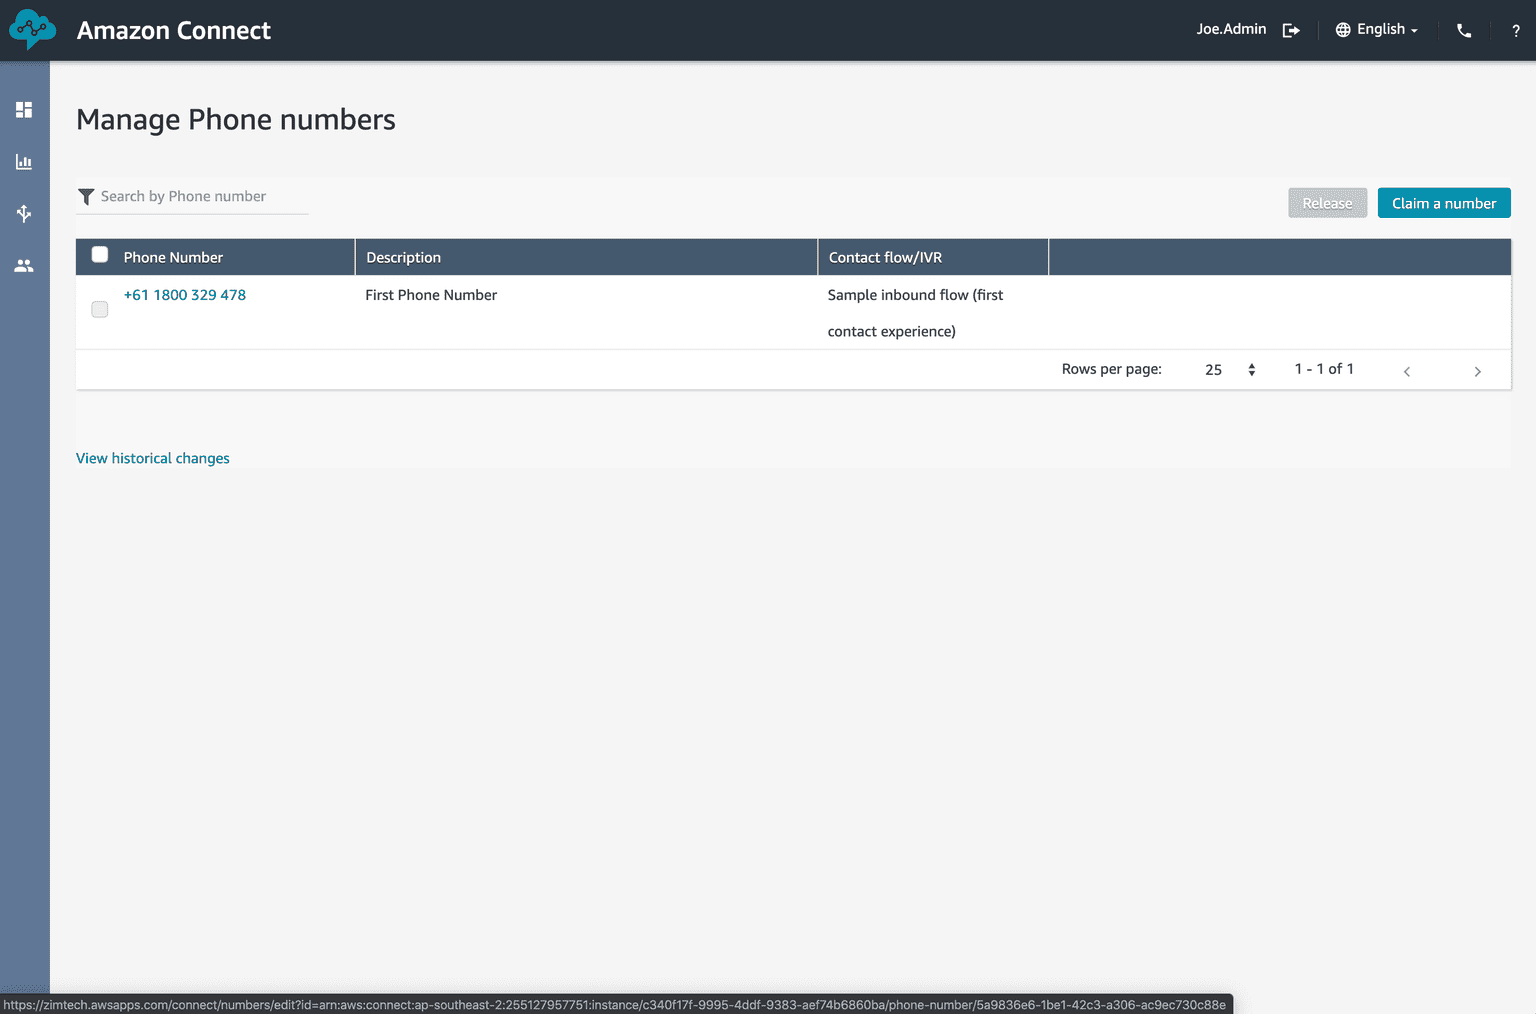 Amazon Connect
Joe.Admin
English
?
Manage Phone numbers
Search by Phone number
Release
Claim a number
Phone Number
Description
Contact flow/IVR
+61 1800 329 478
First Phone Number
Sample inbound flow (first
contact experience)
Rows per page:
25
1 - 1 of 1
View historical changes
https://zimtech.awsapps.com/connect/numbers/edit?id=arn:aws:connect:ap-southeast-2:255127957751:instance/c340f17f-9995-4ddf-9383-aef74b6860ba/phone-number/5a9836e6-1be1-42c3-a306-ac9ec730c88e